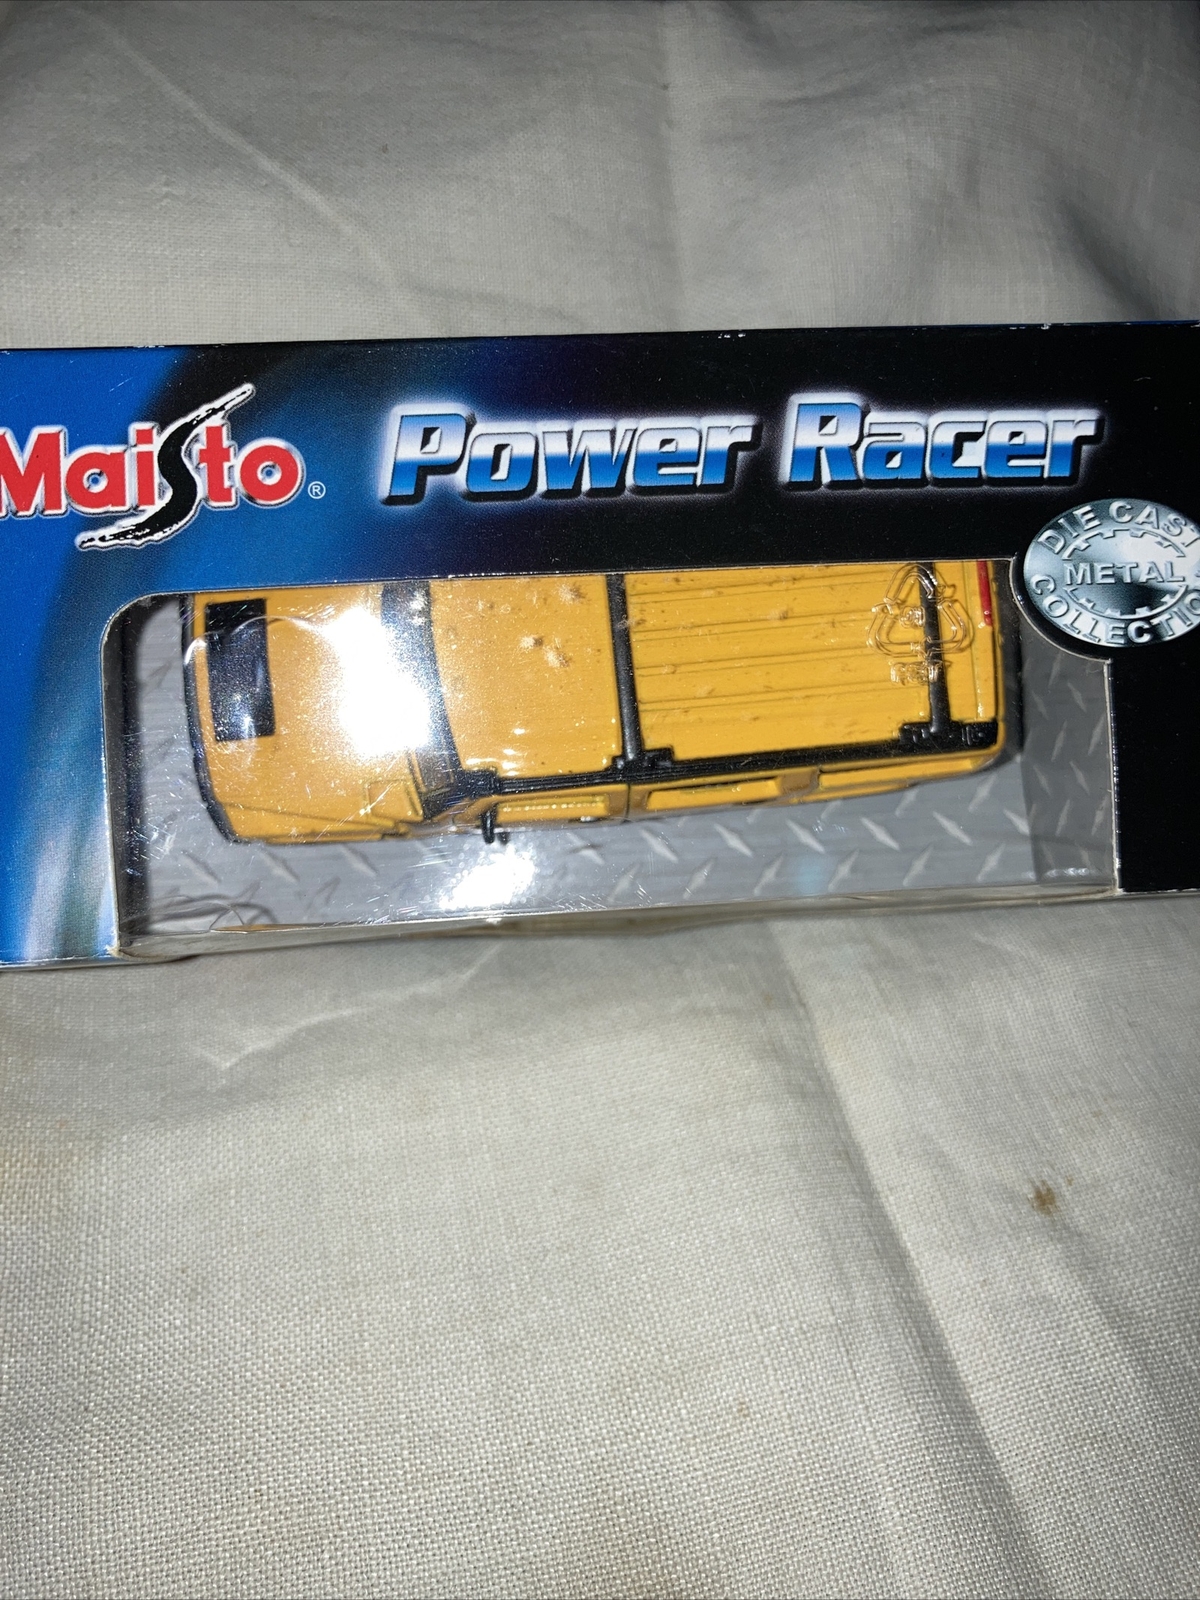 Maisto®
Power Racer
DIE CAST
METAL
COLLECTION